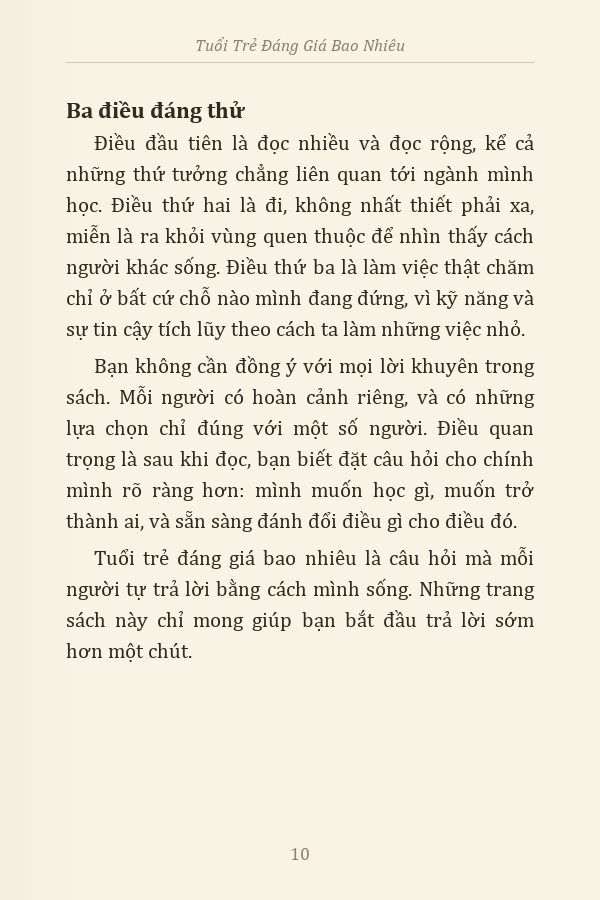 Tuổi Trẻ Đáng Giá Bao Nhiêu
Ba điều đáng thử
Điều đầu tiên là đọc nhiều và đọc rộng, kể cả
những thứ tưởng chẳng liên quan tới ngành mình
học. Điều thứ hai là đi, không nhất thiết phải xa,
miễn là ra khỏi vùng quen thuộc để nhìn thấy cách
người khác sống. Điều thứ ba là làm việc thật chăm
chỉ ở bất cứ chỗ nào mình đang đứng, vì kỹ năng và
sự tin cậy tích lũy theo cách ta làm những việc nhỏ.
Bạn không cần đồng ý với mọi lời khuyên trong
sách. Mỗi người có hoàn cảnh riêng, và có những
lựa chọn chỉ đúng với một số người. Điều quan
trọng là sau khi đọc, bạn biết đặt câu hỏi cho chính
mình rõ ràng hơn: mình muốn học gì, muốn trở
thành ai, và sẵn sàng đánh đổi điều gì cho điều đó.
Tuổi trẻ đáng giá bao nhiêu là câu hỏi mà mỗi
người tự trả lời bằng cách mình sống. Những trang
sách này chỉ mong giúp bạn bắt đầu trả lời sớm
hơn một chút.
10